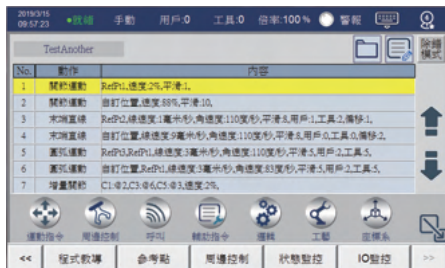 2019/3/15
09:57:23
●就緒 手動 用戶:0 工具:0 倍率:100% 警報
TestAnother
除錯
模式
No. 動作 內容
1 關節運動 RefPt1,速度:2%,平滑:1,
2 關節運動 自訂位置,速度:88%,平滑:10,
3 末端直線 RefPt2,線速度:1毫米/秒,角速度:110度/秒,平滑:8,用戶:1,工具:2,偏移:1,
4 末端直線 自訂位置,線速度:9毫米/秒,角速度:110度/秒,平滑:8,用戶:0,工具:0,偏移:2,
5 圓弧運動 RefPt3,RefPt1,線速度:3毫米/秒,角速度:110度/秒,平滑:5,用戶:2,工具:5,
6 圓弧運動 自訂位置,RefPt1,線速度:3毫米/秒,角速度:83度/秒,平滑:5,用戶:2,工具:5,
7 增量關節 C1:@2,C3:@6,C5:@3,速度:2%,
運動指令 周邊控制 呼叫 輔助指令 邏輯 工藝 座標系
<< 程式教導 參考點 周邊控制 狀態監控 IO監控 >>